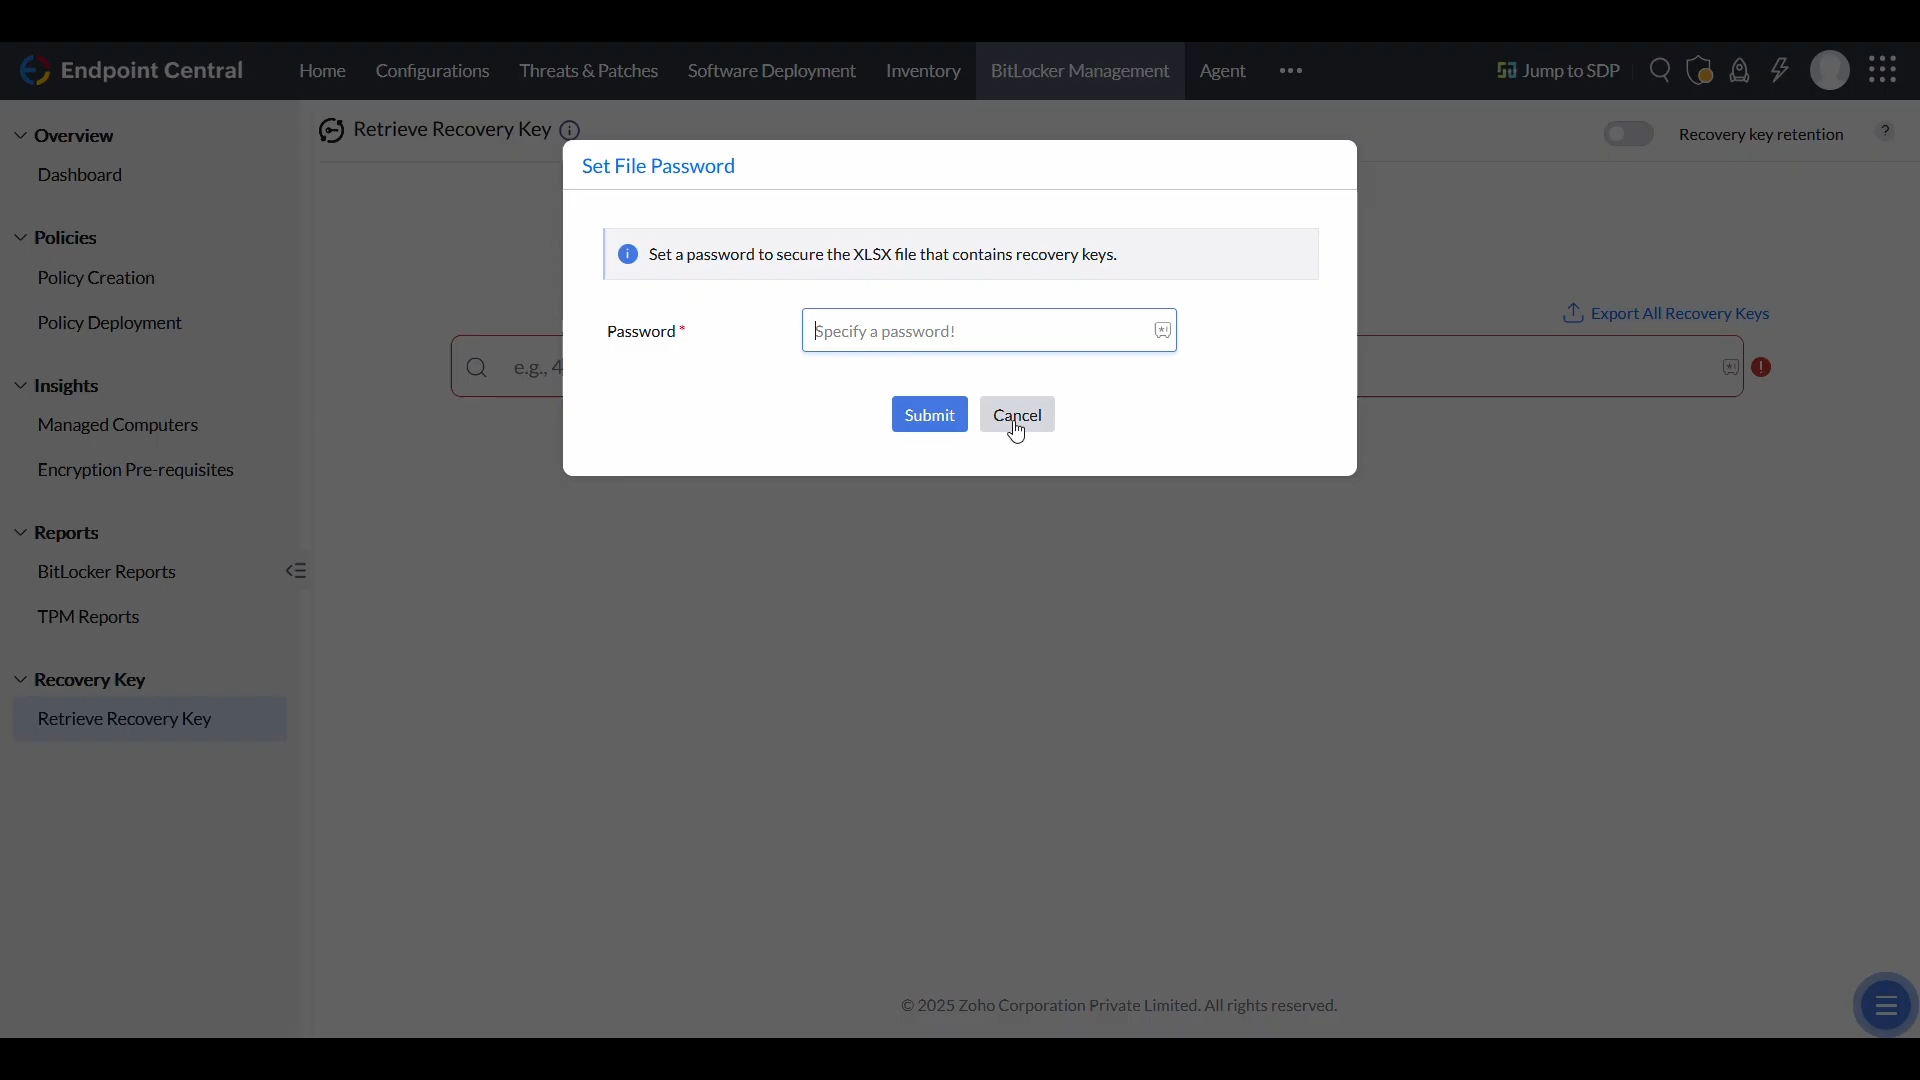 Endpoint Central
Home
Configurations
Threats & Patches
Software Deployment
Inventory
BitLocker Management
Agent
Jump to SDP
Overview
Dashboard
Policies
Policy Creation
Policy Deployment
Insights
Managed Computers
Encryption Pre-requisites
Reports
BitLocker Reports
TPM Reports
Recovery Key
Retrieve Recovery Key
Retrieve Recovery Key
Recovery key retention
?
Set File Password
Set a password to secure the XLSX file that contains recovery keys.
Password *
Specify a password!
Submit
Cancel
Export All Recovery Keys
e.g., 4
© 2025 Zoho Corporation Private Limited. All rights reserved.